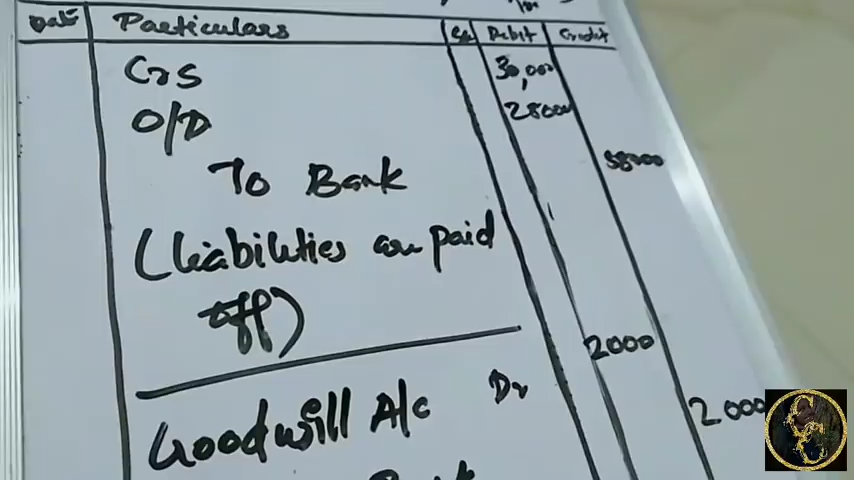 Date Particulars Debit Credit
Crs 30,000
O/D 28000
To Bank 58000
(Liabilities are paid
off)
2000
Goodwill A/c Dr
2000
Bank